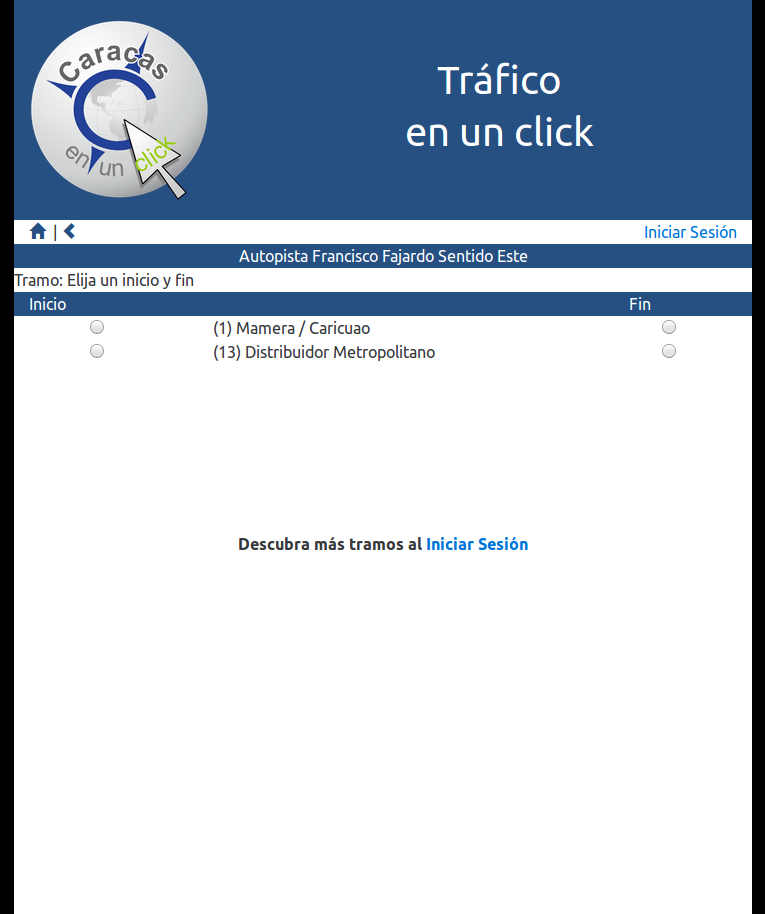 Caracas
en un click
Tráfico
en un click
| Iniciar Sesión
Autopista Francisco Fajardo Sentido Este
Tramo: Elija un inicio y fin
Inicio Fin
(1) Mamera / Caricuao
(13) Distribuidor Metropolitano
Descubra más tramos al Iniciar Sesión